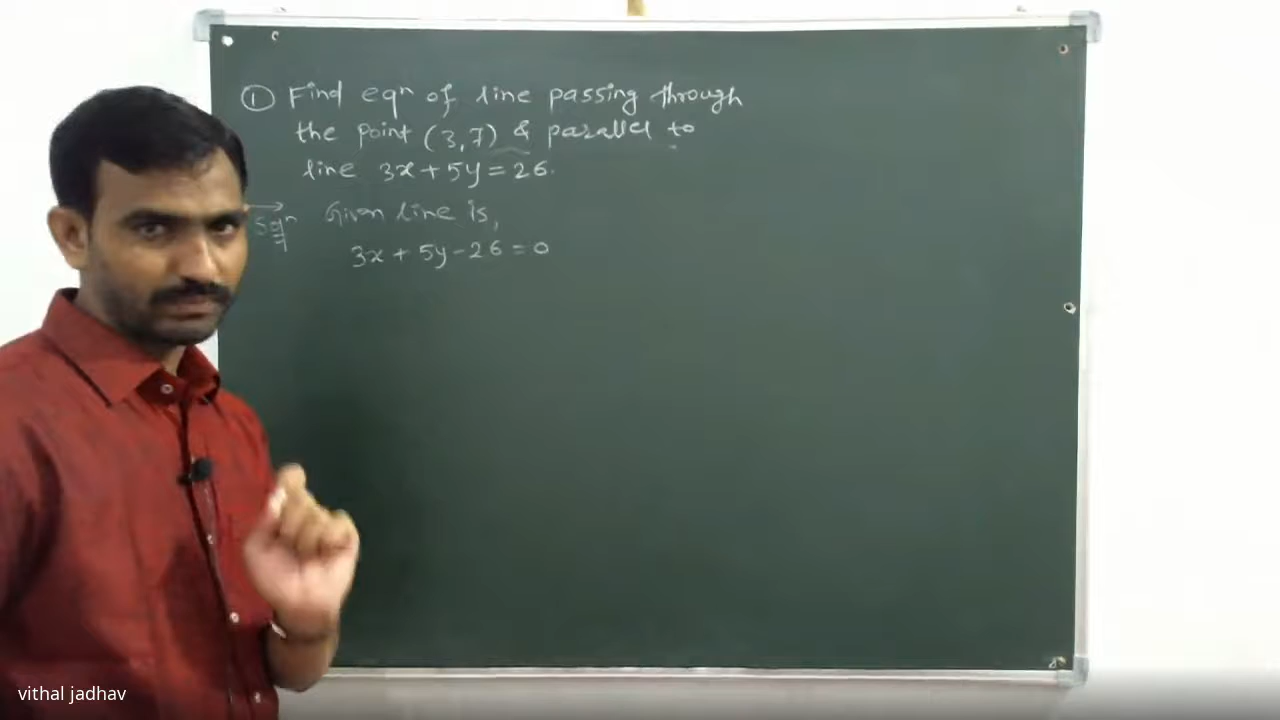 ① Find eqⁿ of line passing through
the point (3,7) & parallel to
line 3x+5y=26.
Solⁿ Given line is,
3x + 5y - 26 = 0
vithal jadhav